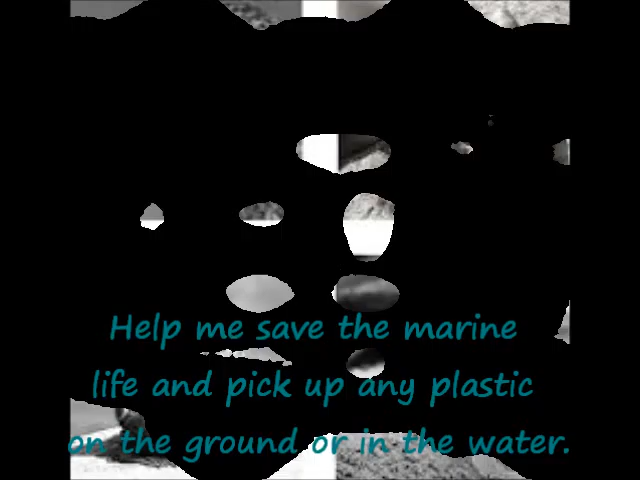 Help me save the marine
life and pick up any plastic
on the ground or in the water.